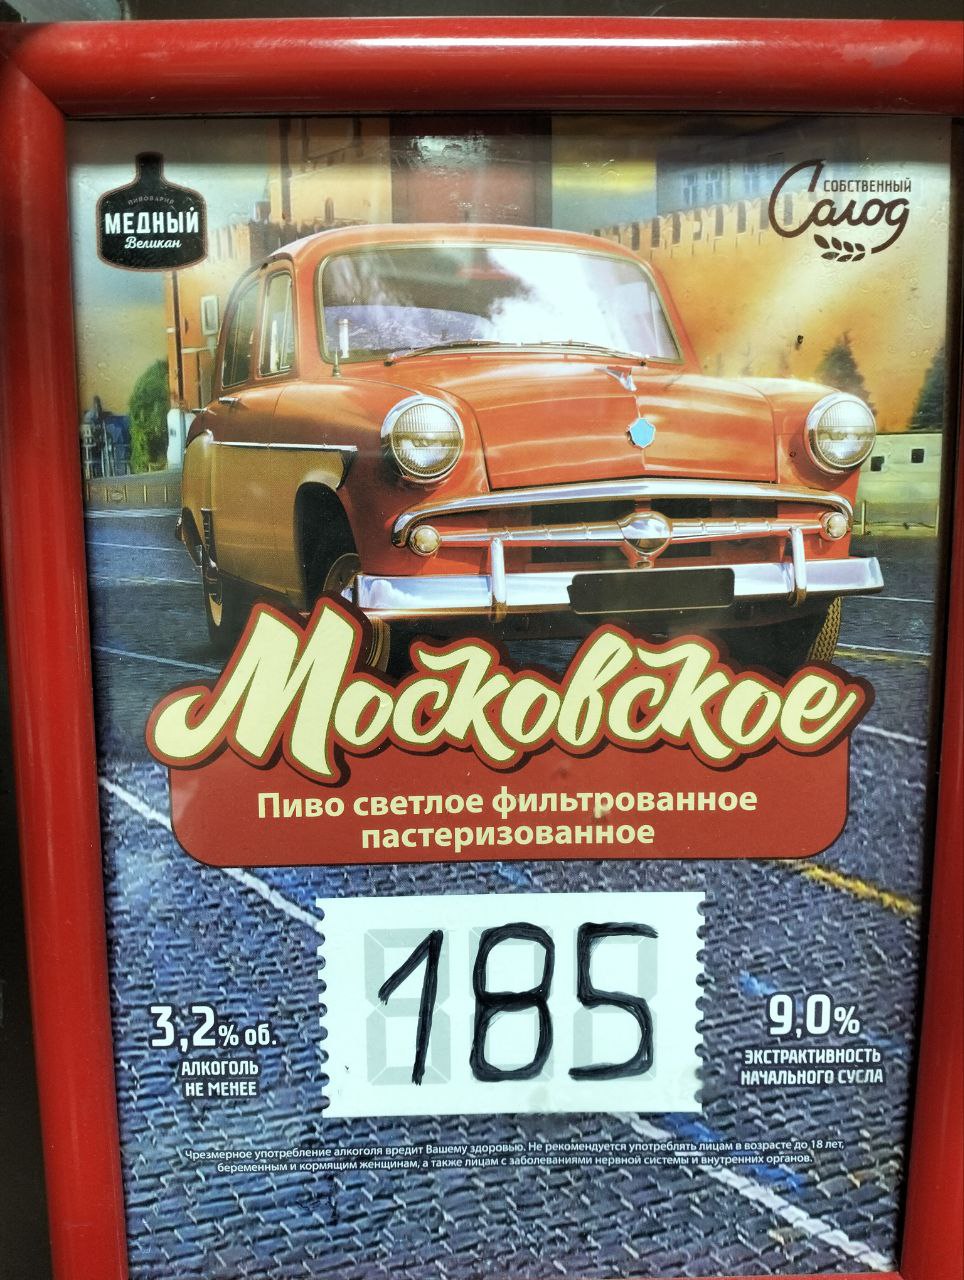 ПИВОВАРНЯ
МЕДНЫЙ
Великан
СОБСТВЕННЫЙ
Солод
Московское
Пиво светлое фильтрованное
пастеризованное
185
3,2% об.
АЛКОГОЛЬ
НЕ МЕНЕЕ
9,0%
ЭКСТРАКТИВНОСТЬ
НАЧАЛЬНОГО СУСЛА
Чрезмерное употребление алкоголя вредит Вашему здоровью. Не рекомендуется употреблять лицам в возрасте до 18 лет,
беременным и кормящим женщинам, а также лицам с заболеваниями нервной системы и внутренних органов.